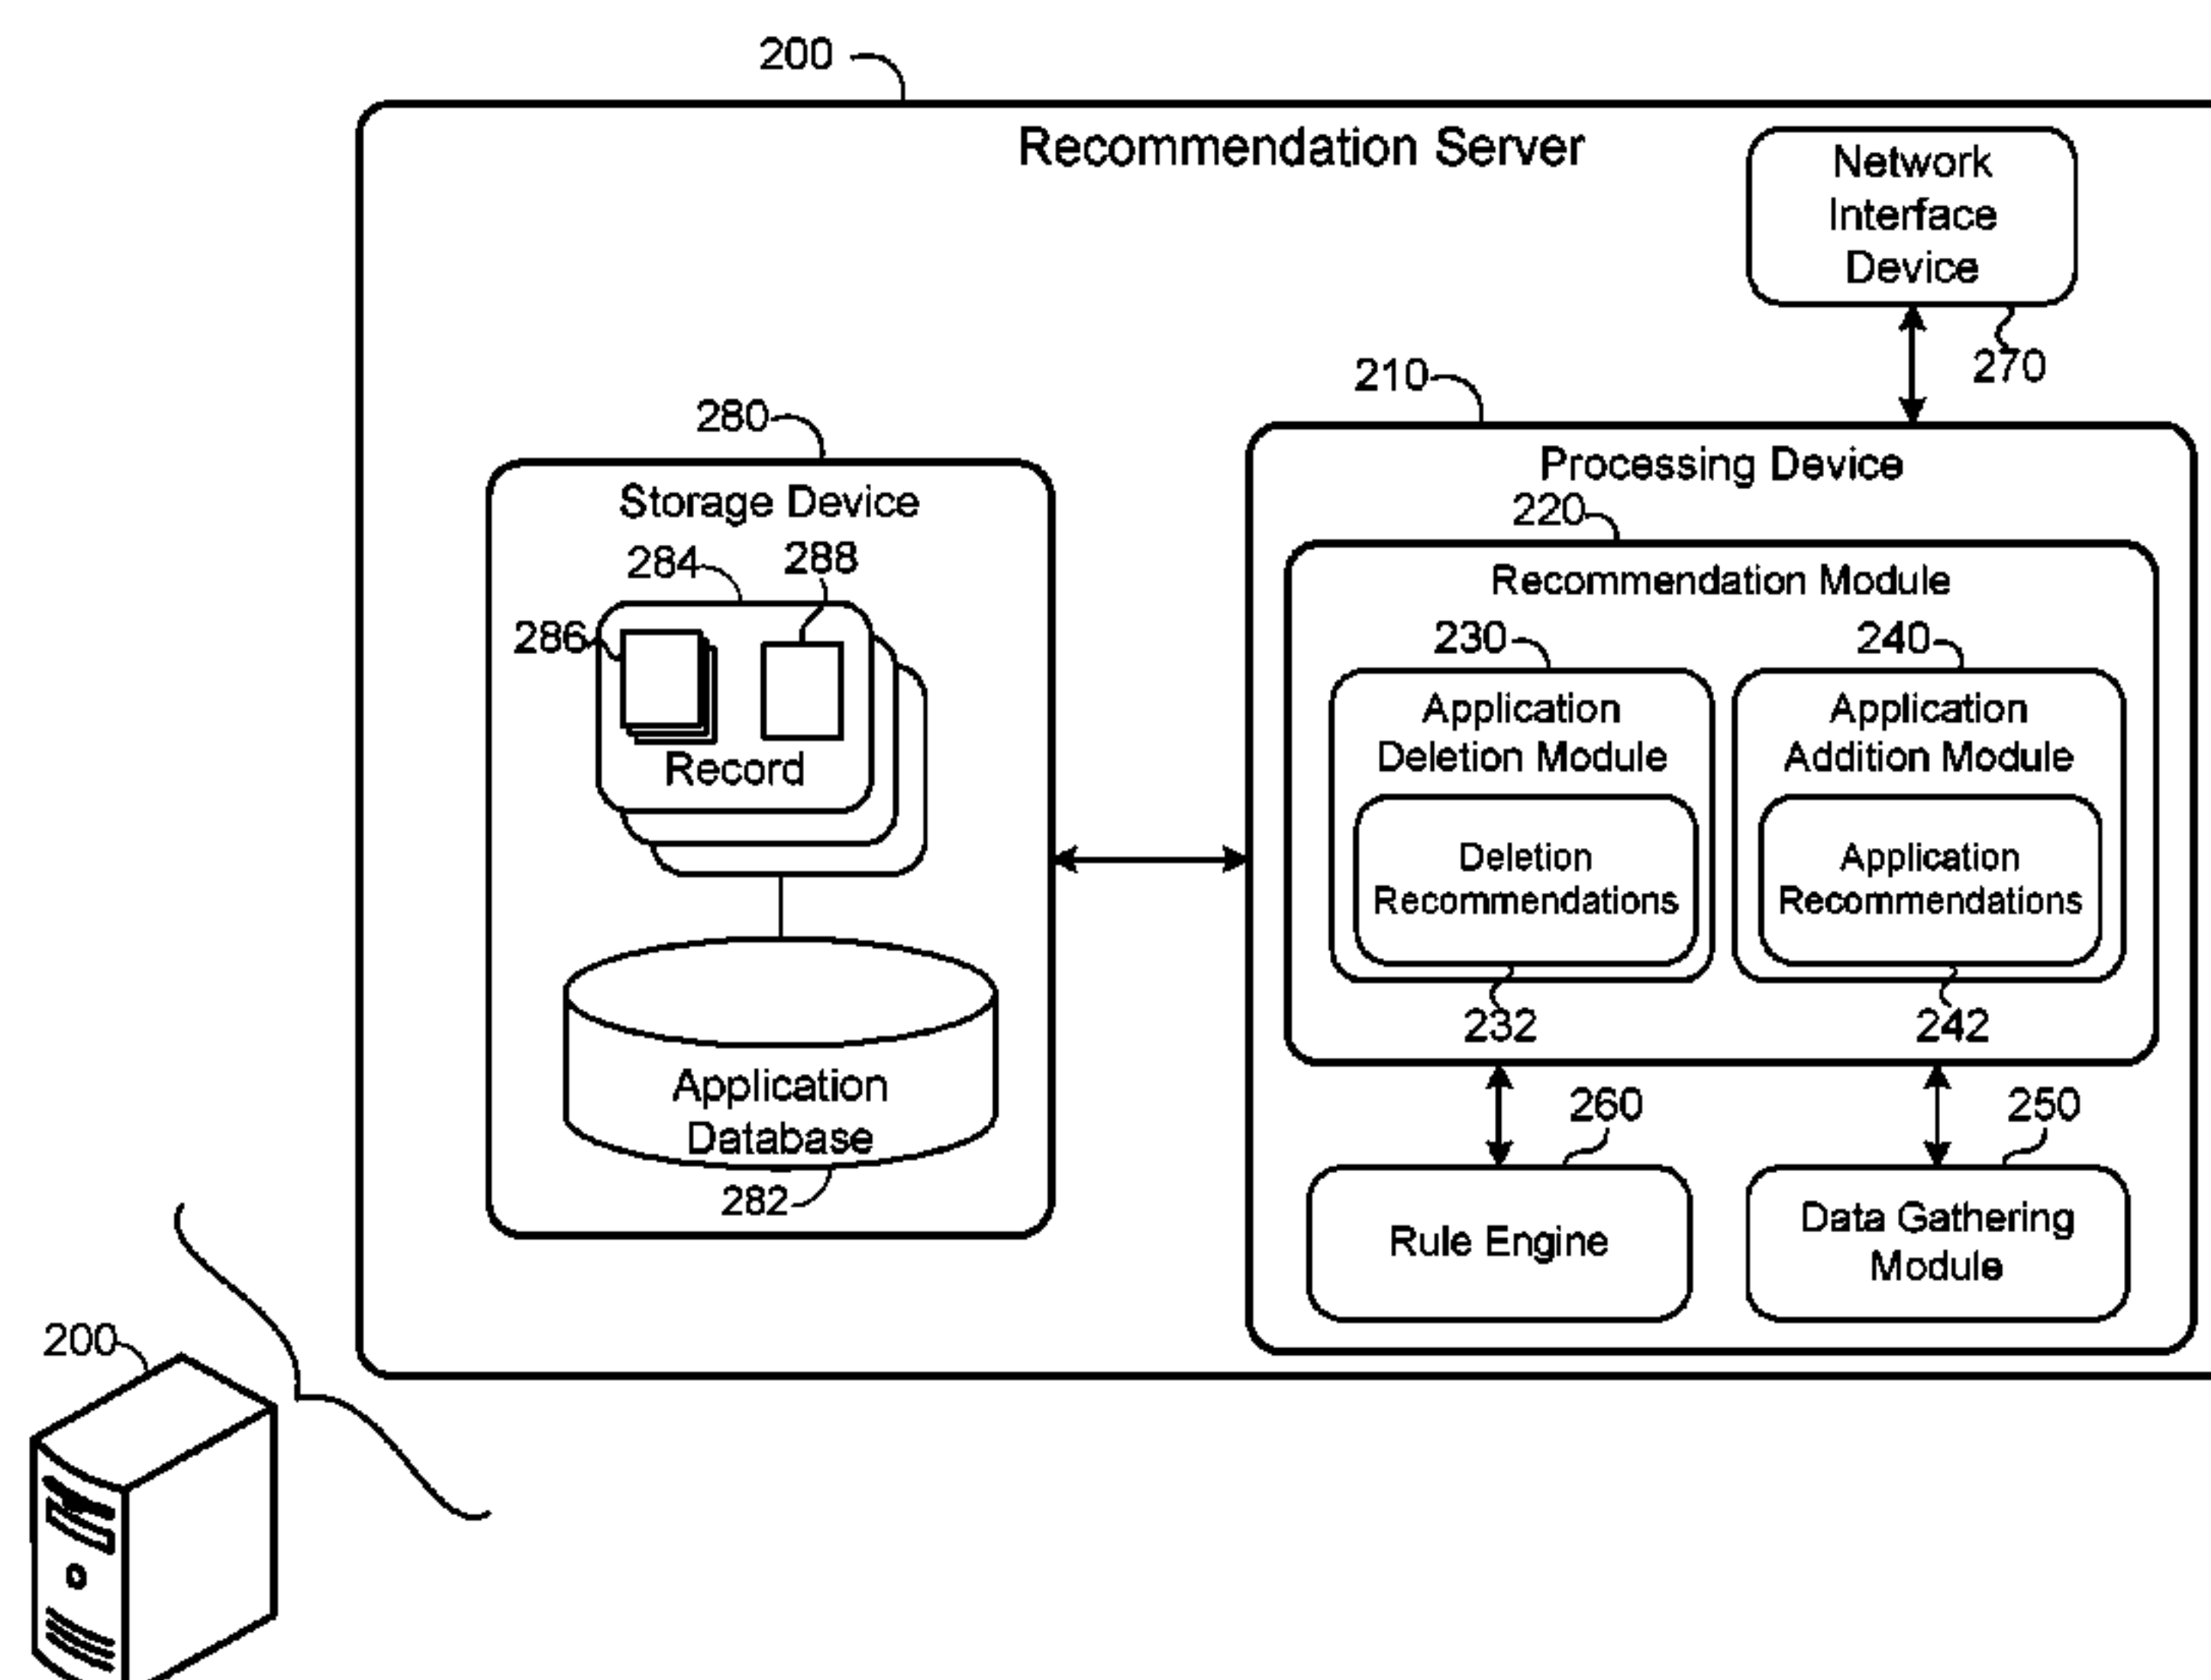 200
Recommendation Server
Network
Interface
Device
270
210
280
Processing Device
Storage Device
220
284
288
Recommendation Module
286
230
240
Application
Deletion Module
Application
Addition Module
Record
Deletion
Recommendations
Application
Recommendations
232
242
Application
Database
282
260
250
Rule Engine
Data Gathering
Module
200